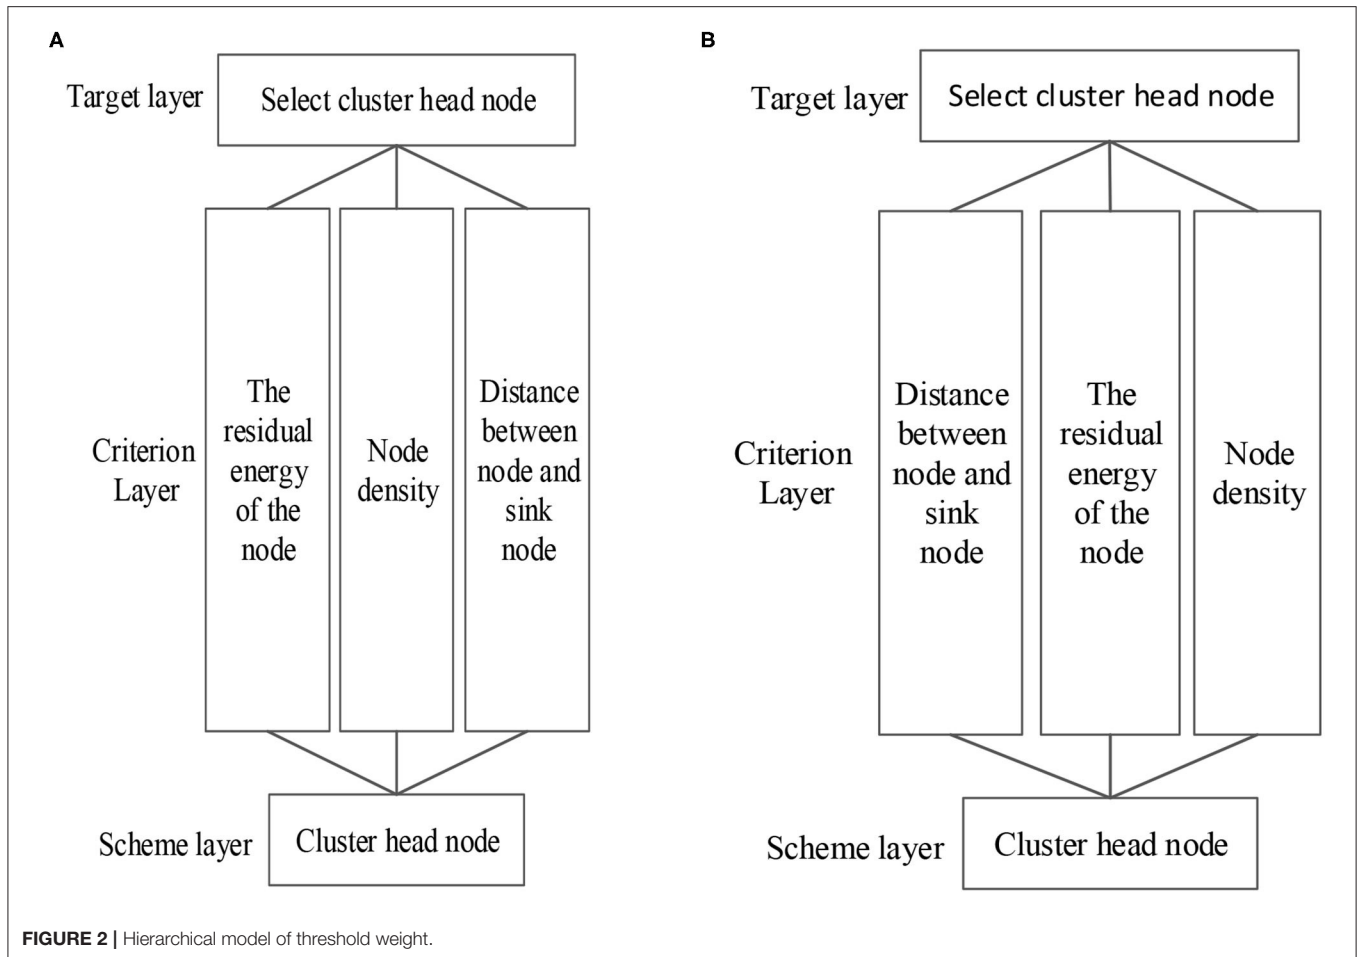 A
Target layer
Select cluster head node
Criterion
Layer
The
residual
energy
of the
node
Node
density
Distance
between
node and
sink
node
Scheme layer
Cluster head node
B
Target layer
Select cluster head node
Criterion
Layer
Distance
between
node and
sink
node
The
residual
energy
of the
node
Node
density
Scheme layer
Cluster head node
FIGURE 2 | Hierarchical model of threshold weight.